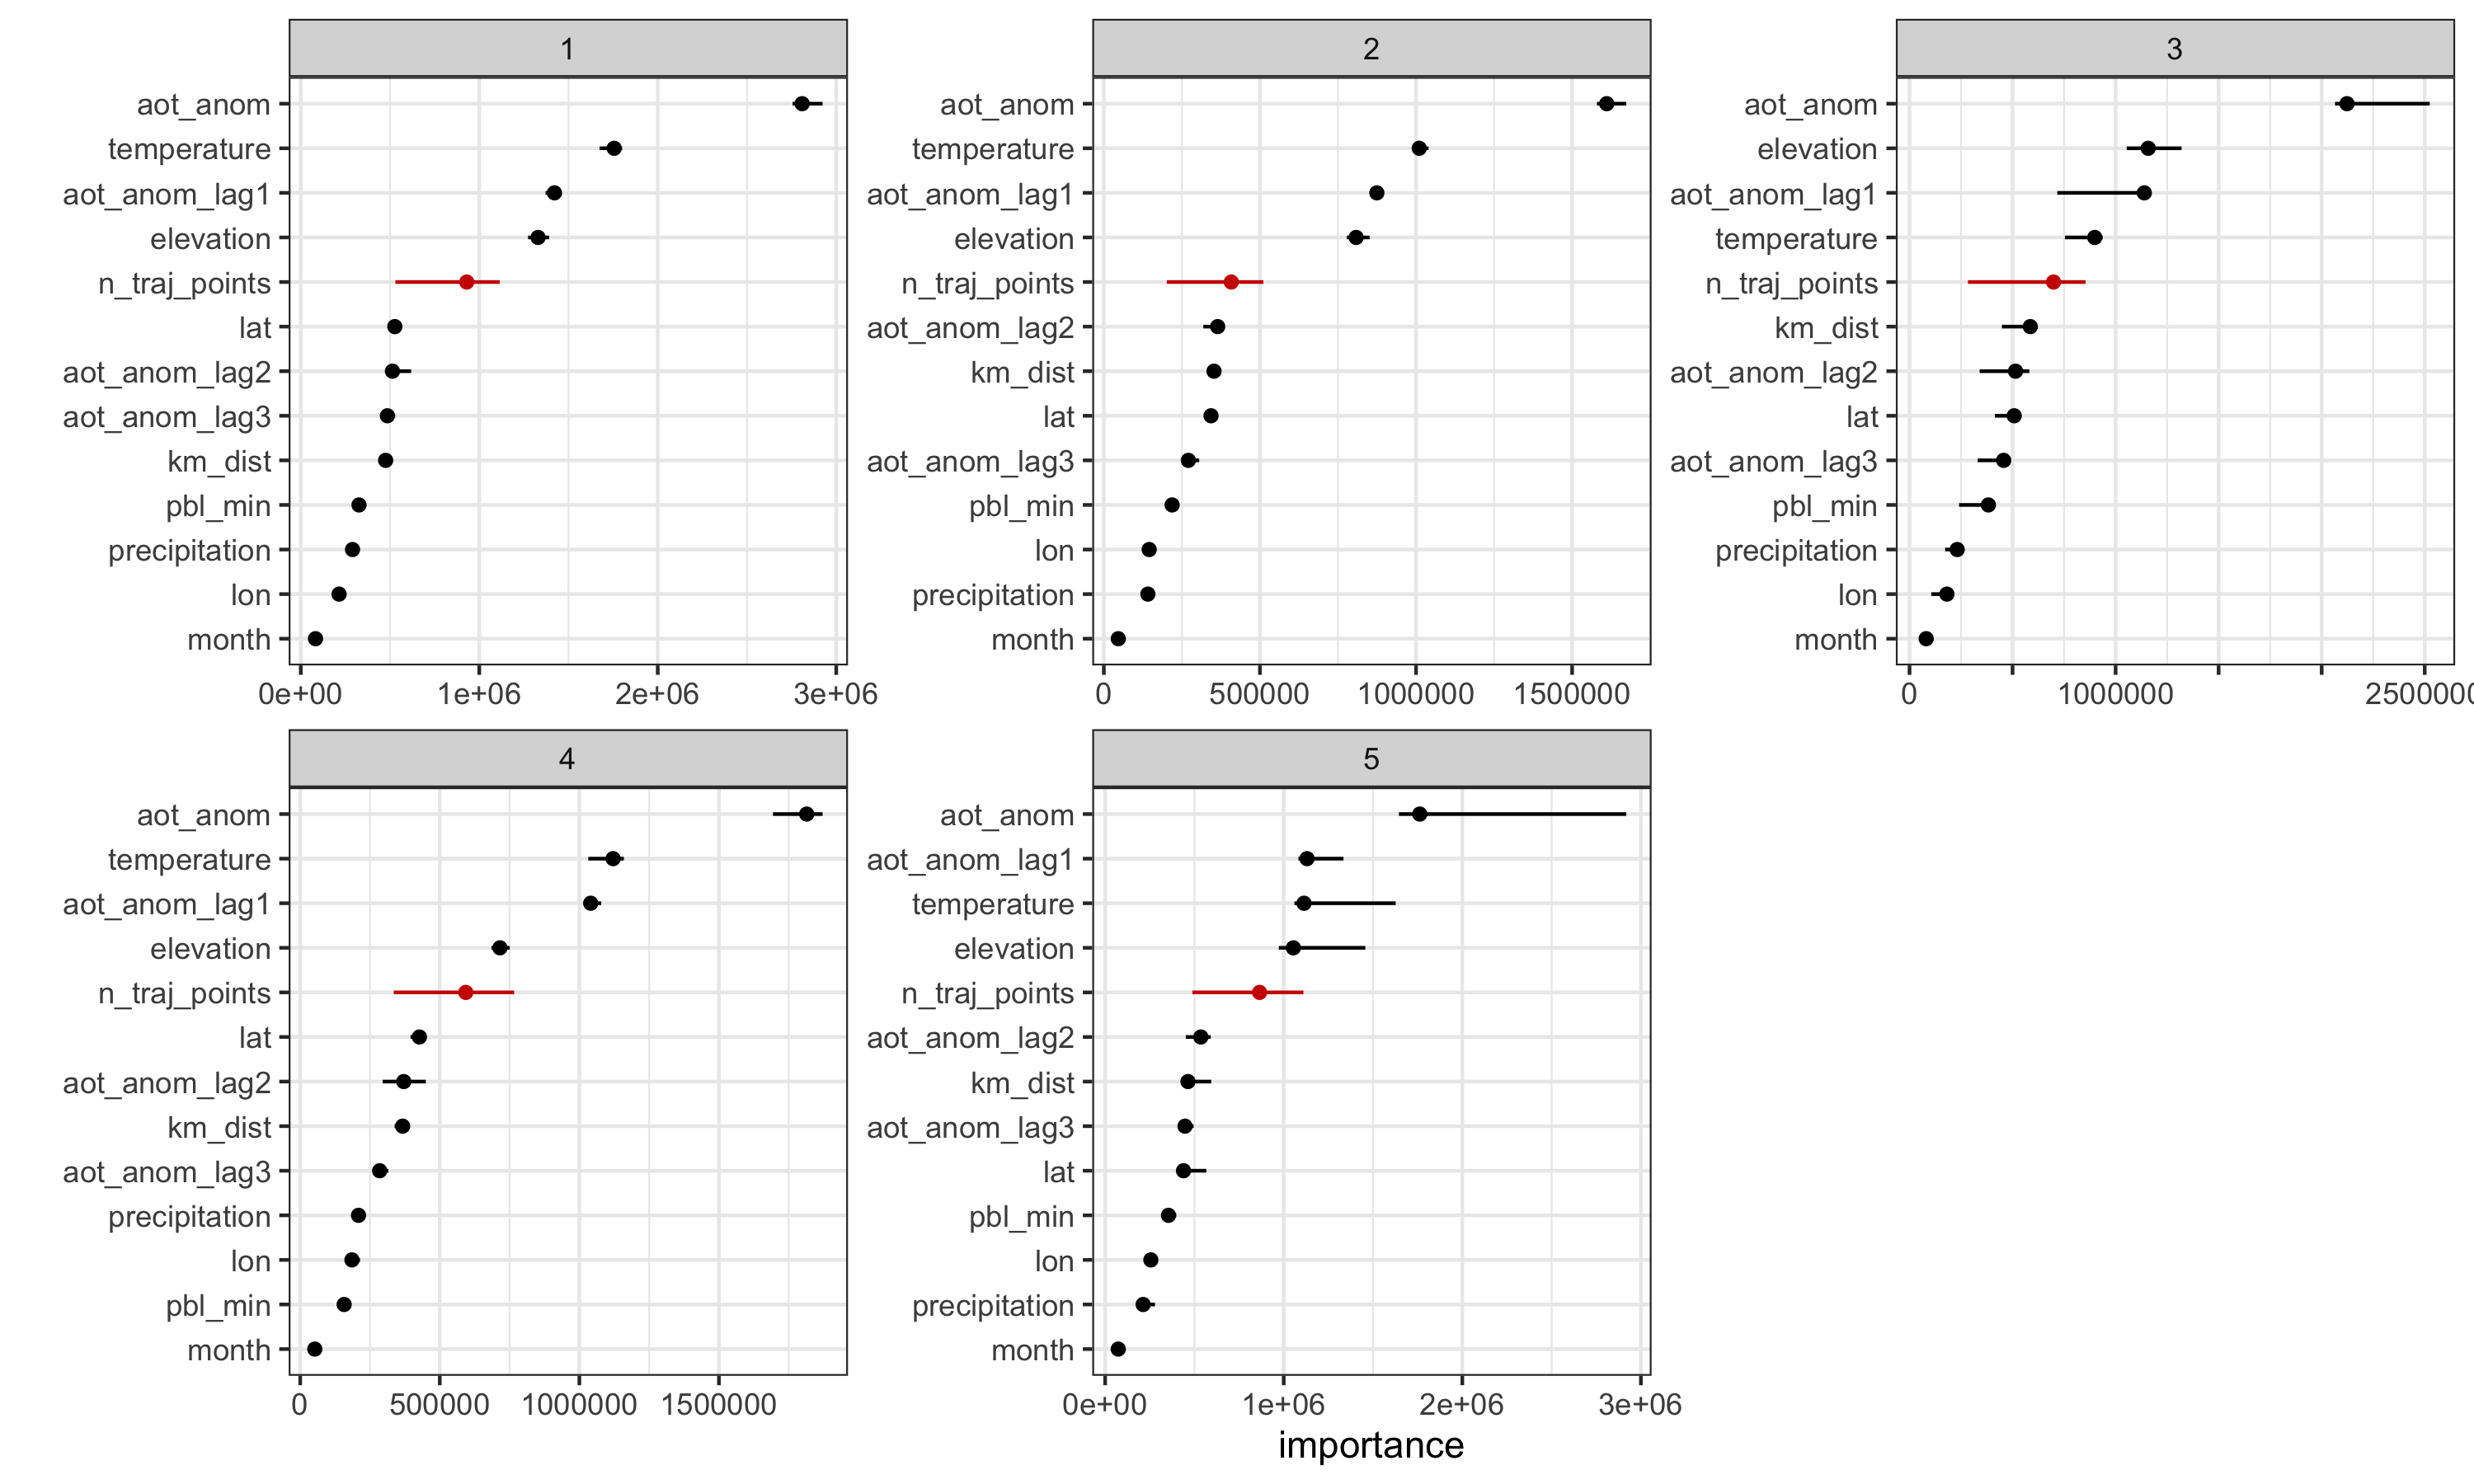 1
aot_anom
temperature
aot_anom_lag1
elevation
n_traj_points
lat
aot_anom_lag2
aot_anom_lag3
km_dist
pbl_min
precipitation
lon
month
0e+00 1e+06 2e+06 3e+06
2
aot_anom
temperature
aot_anom_lag1
elevation
n_traj_points
aot_anom_lag2
km_dist
lat
aot_anom_lag3
pbl_min
lon
precipitation
month
0 500000 1000000 1500000
3
aot_anom
elevation
aot_anom_lag1
temperature
n_traj_points
km_dist
aot_anom_lag2
lat
aot_anom_lag3
pbl_min
precipitation
lon
month
0 1000000 2500000
4
aot_anom
temperature
aot_anom_lag1
elevation
n_traj_points
lat
aot_anom_lag2
km_dist
aot_anom_lag3
precipitation
lon
pbl_min
month
0 500000 1000000 1500000
5
aot_anom
aot_anom_lag1
temperature
elevation
n_traj_points
aot_anom_lag2
km_dist
aot_anom_lag3
lat
pbl_min
lon
precipitation
month
0e+00 1e+06 2e+06 3e+06
importance